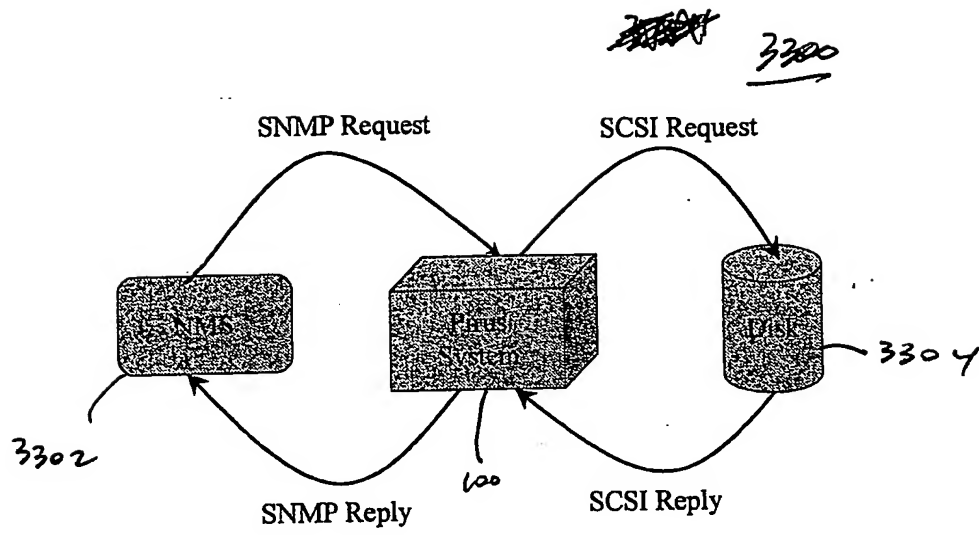 3300
SNMP Request
SCSI Request
NMS
Pirus
System
Disk
3304
3302
100
SNMP Reply
SCSI Reply